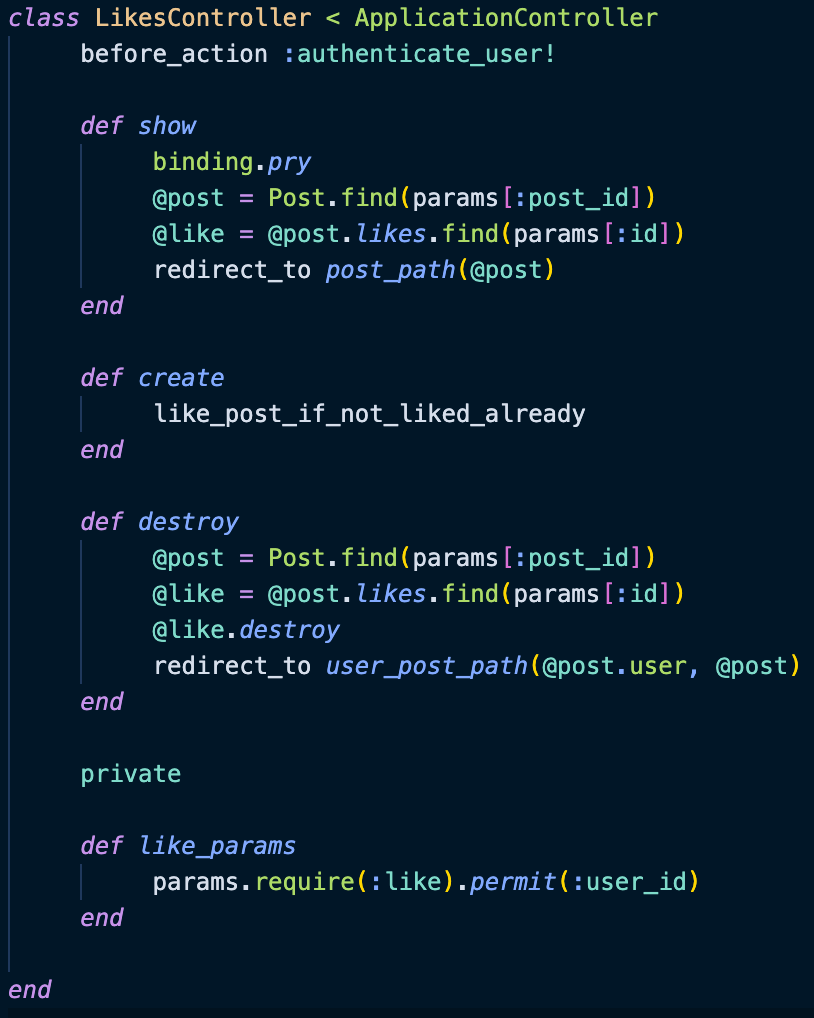 class LikesController < ApplicationController
before_action :authenticate_user!
def show
binding.pry
@post = Post.find(params[:post_id])
@like = @post.likes.find(params[:id])
redirect_to post_path(@post)
end
def create
like_post_if_not_liked_already
end
def destroy
@post = Post.find(params[:post_id])
@like = @post.likes.find(params[:id])
@like.destroy
redirect_to user_post_path(@post.user, @post)
end
private
def like_params
params.require(:like).permit(:user_id)
end
end